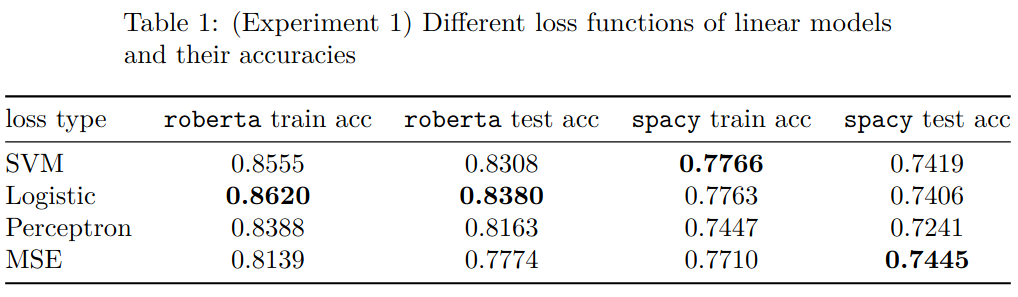 Table 1: (Experiment 1) Different loss functions of linear models
and their accuracies
loss type roberta train acc roberta test acc spacy train acc spacy test acc
SVM 0.8555 0.8308 0.7766 0.7419
Logistic 0.8620 0.8380 0.7763 0.7406
Perceptron 0.8388 0.8163 0.7447 0.7241
MSE 0.8139 0.7774 0.7710 0.7445